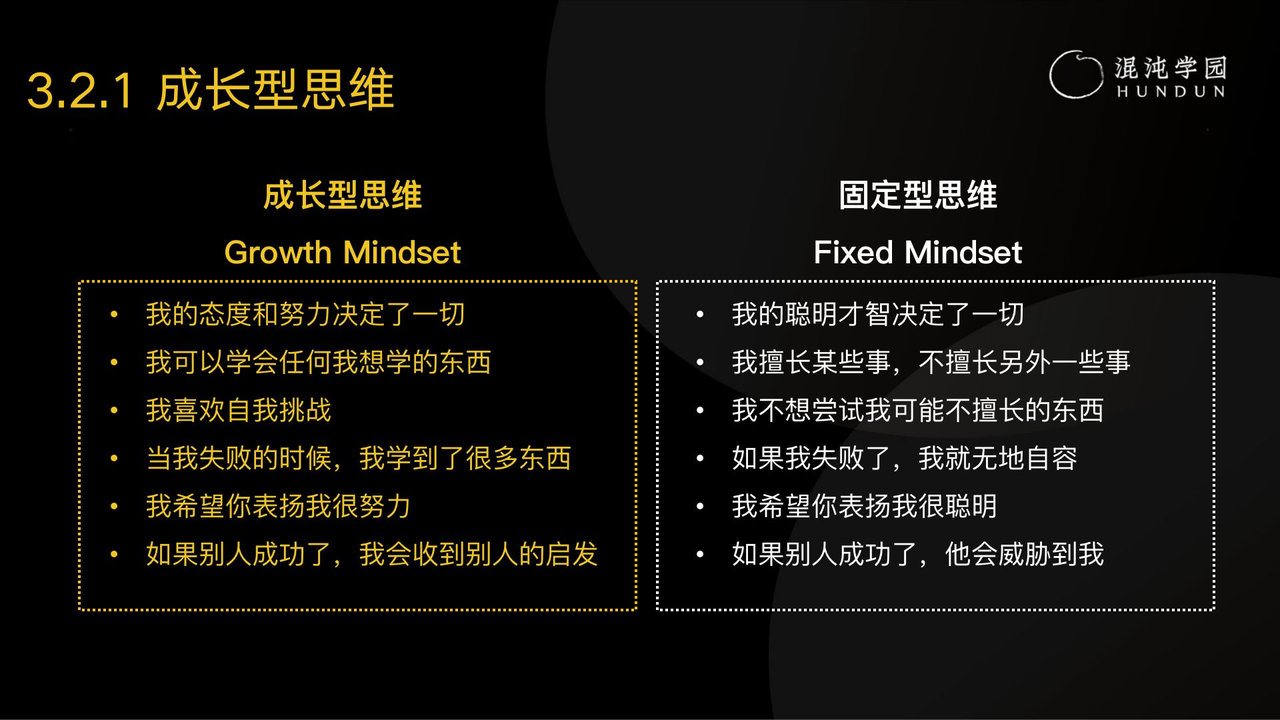 3.2.1 成长型思维
混沌学园
HUNDUN
成长型思维
Growth Mindset
• 我的态度和努力决定了一切
• 我可以学会任何我想学的东西
• 我喜欢自我挑战
• 当我失败的时候，我学到了很多东西
• 我希望你表扬我很努力
• 如果别人成功了，我会收到别人的启发
固定型思维
Fixed Mindset
• 我的聪明才智决定了一切
• 我擅长某些事，不擅长另外一些事
• 我不想尝试我可能不擅长的东西
• 如果我失败了，我就无地自容
• 我希望你表扬我很聪明
• 如果别人成功了，他会威胁到我